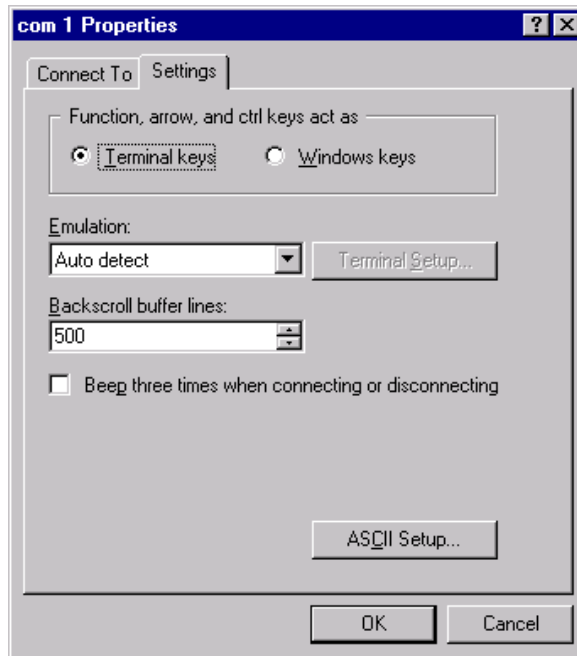 com 1 Properties
Connect To Settings
Function, arrow, and ctrl keys act as
Terminal keys Windows keys
Emulation:
Auto detect Terminal Setup...
Backscroll buffer lines:
500
Beep three times when connecting or disconnecting
ASCII Setup...
OK Cancel